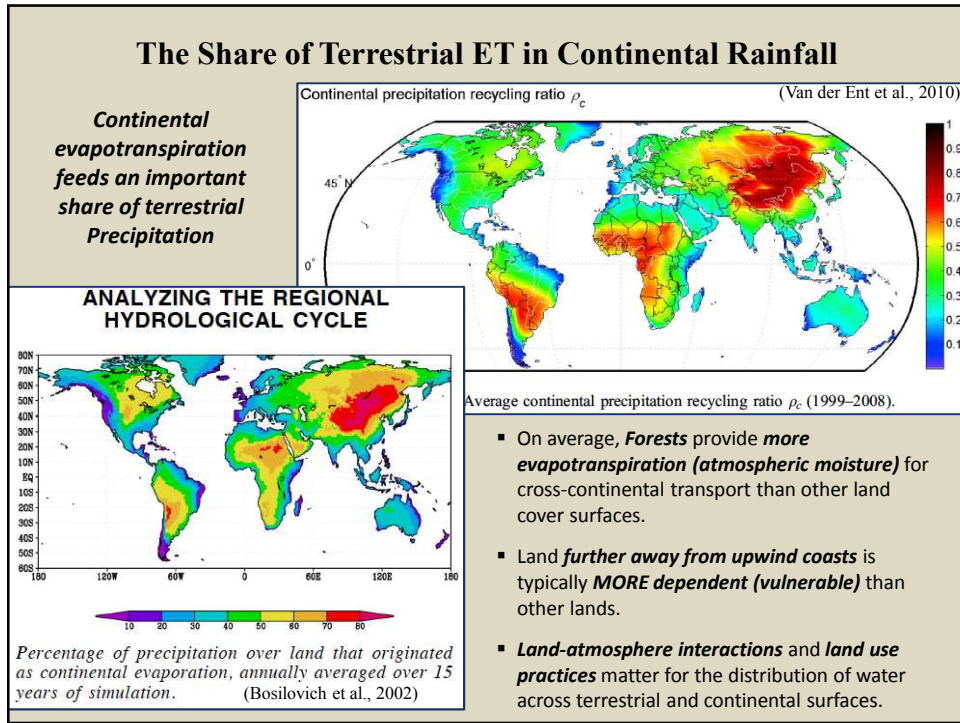 The Share of Terrestrial ET in Continental Rainfall
Continental
evapotranspiration
feeds an important
share of terrestrial
Precipitation
Continental precipitation recycling ratio ρc
(Van der Ent et al., 2010)
45° N
0°
1
0.9
0.8
0.7
0.6
0.5
0.4
0.3
0.2
0.1
Average continental precipitation recycling ratio ρc (1999–2008).
ANALYZING THE REGIONAL
HYDROLOGICAL CYCLE
80N
70N
60N
50N
40N
30N
20N
10N
EQ
10S
20S
30S
40S
50S
60S
180 120W 60W 0 60E 120E 180
10 20 30 40 50 60 70 80
Percentage of precipitation over land that originated
as continental evaporation, annually averaged over 15
years of simulation. (Bosilovich et al., 2002)
▪ On average, Forests provide more
evapotranspiration (atmospheric moisture) for
cross-continental transport than other land
cover surfaces.
▪ Land further away from upwind coasts is
typically MORE dependent (vulnerable) than
other lands.
▪ Land-atmosphere interactions and land use
practices matter for the distribution of water
across terrestrial and continental surfaces.